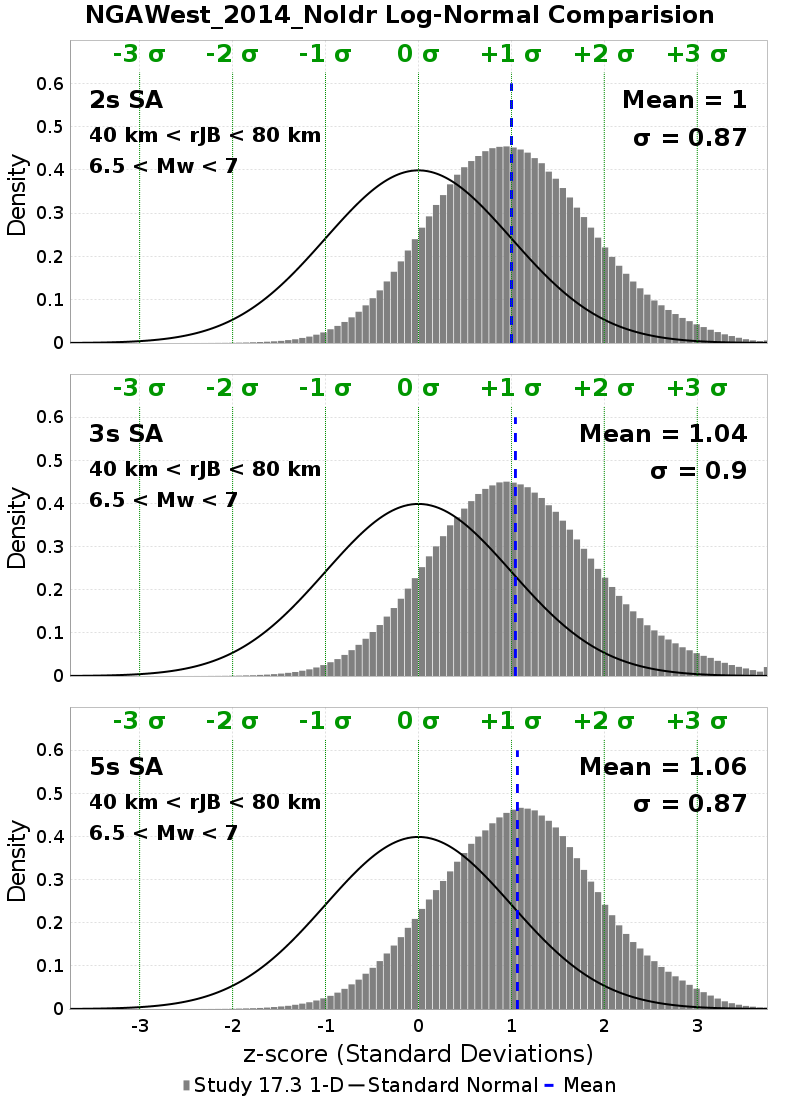 NGAWest_2014_NoIdr Log-Normal Comparision
-3 σ -2 σ -1 σ 0 σ +1 σ +2 σ +3 σ
2s SA
Mean = 1
40 km < rJB < 80 km
σ = 0.87
6.5 < Mw < 7
Density
0.6
0.5
0.4
0.3
0.2
0.1
0
-3 σ -2 σ -1 σ 0 σ +1 σ +2 σ +3 σ
3s SA
Mean = 1.04
40 km < rJB < 80 km
σ = 0.9
6.5 < Mw < 7
Density
0.6
0.5
0.4
0.3
0.2
0.1
0
-3 σ -2 σ -1 σ 0 σ +1 σ +2 σ +3 σ
5s SA
Mean = 1.06
40 km < rJB < 80 km
σ = 0.87
6.5 < Mw < 7
Density
0.6
0.5
0.4
0.3
0.2
0.1
0
-3 -2 -1 0 1 2 3
z-score (Standard Deviations)
Study 17.3 1-D Standard Normal Mean